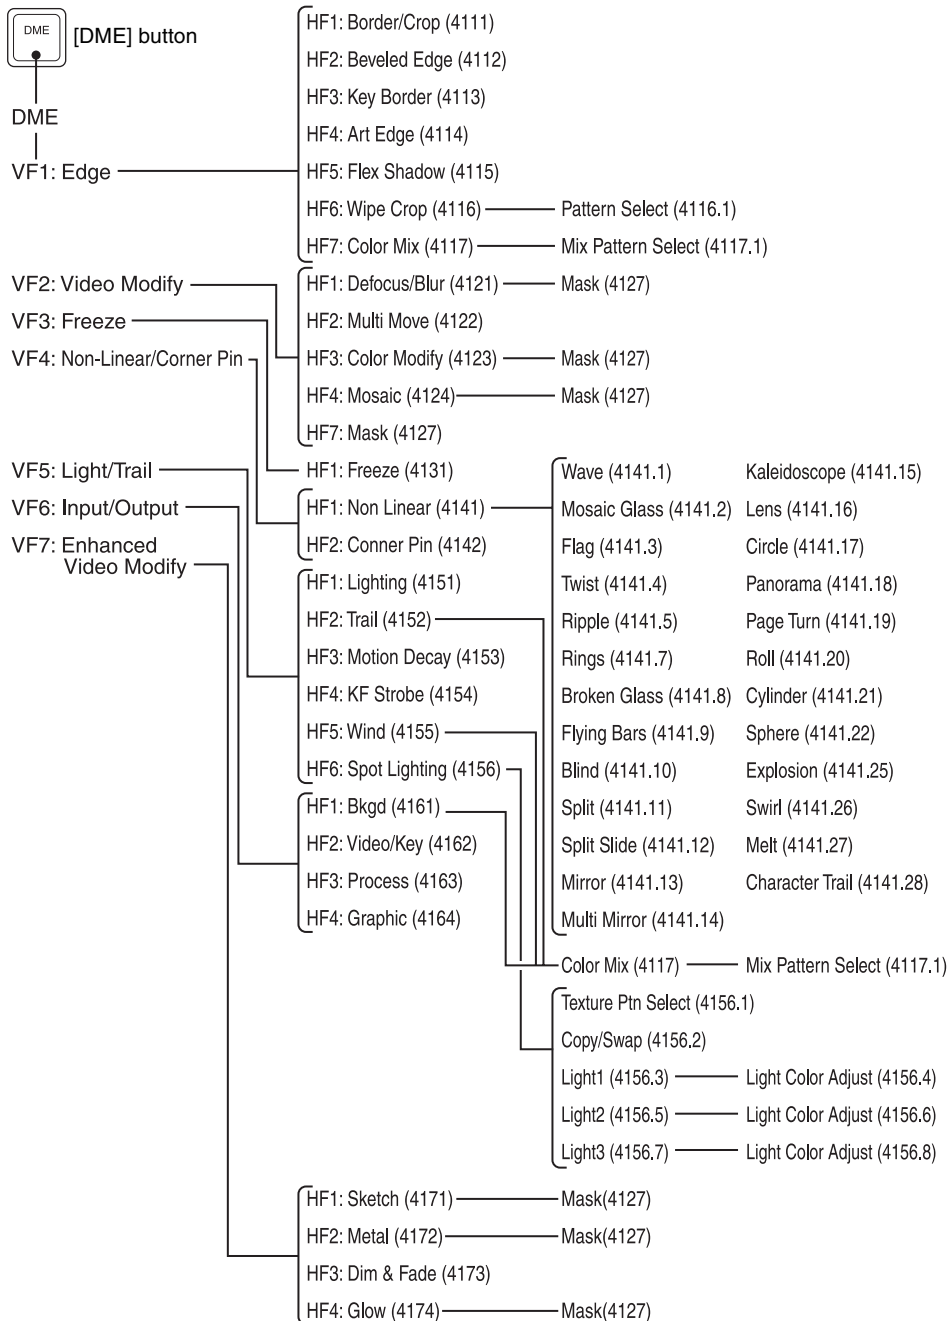 DME
[DME] button
DME
VF1: Edge
HF1: Border/Crop (4111)
HF2: Beveled Edge (4112)
HF3: Key Border (4113)
HF4: Art Edge (4114)
HF5: Flex Shadow (4115)
HF6: Wipe Crop (4116) Pattern Select (4116.1)
HF7: Color Mix (4117) Mix Pattern Select (4117.1)
VF2: Video Modify
HF1: Defocus/Blur (4121) Mask (4127)
HF2: Multi Move (4122)
HF3: Color Modify (4123) Mask (4127)
HF4: Mosaic (4124) Mask (4127)
HF7: Mask (4127)
VF3: Freeze
HF1: Freeze (4131)
VF4: Non-Linear/Corner Pin
HF1: Non Linear (4141)
HF2: Conner Pin (4142)
Wave (4141.1) Kaleidoscope (4141.15)
Mosaic Glass (4141.2) Lens (4141.16)
Flag (4141.3) Circle (4141.17)
Twist (4141.4) Panorama (4141.18)
Ripple (4141.5) Page Turn (4141.19)
Rings (4141.7) Roll (4141.20)
Broken Glass (4141.8) Cylinder (4141.21)
Flying Bars (4141.9) Sphere (4141.22)
Blind (4141.10) Explosion (4141.25)
Split (4141.11) Swirl (4141.26)
Split Slide (4141.12) Melt (4141.27)
Mirror (4141.13) Character Trail (4141.28)
Multi Mirror (4141.14)
VF5: Light/Trail
HF1: Lighting (4151)
HF2: Trail (4152)
HF3: Motion Decay (4153)
HF4: KF Strobe (4154)
HF5: Wind (4155)
HF6: Spot Lighting (4156)
VF6: Input/Output
HF1: Bkgd (4161)
HF2: Video/Key (4162)
HF3: Process (4163)
HF4: Graphic (4164)
Color Mix (4117) Mix Pattern Select (4117.1)
Texture Ptn Select (4156.1)
Copy/Swap (4156.2)
Light1 (4156.3) Light Color Adjust (4156.4)
Light2 (4156.5) Light Color Adjust (4156.6)
Light3 (4156.7) Light Color Adjust (4156.8)
VF7: Enhanced
Video Modify
HF1: Sketch (4171) Mask(4127)
HF2: Metal (4172) Mask(4127)
HF3: Dim & Fade (4173)
HF4: Glow (4174) Mask(4127)